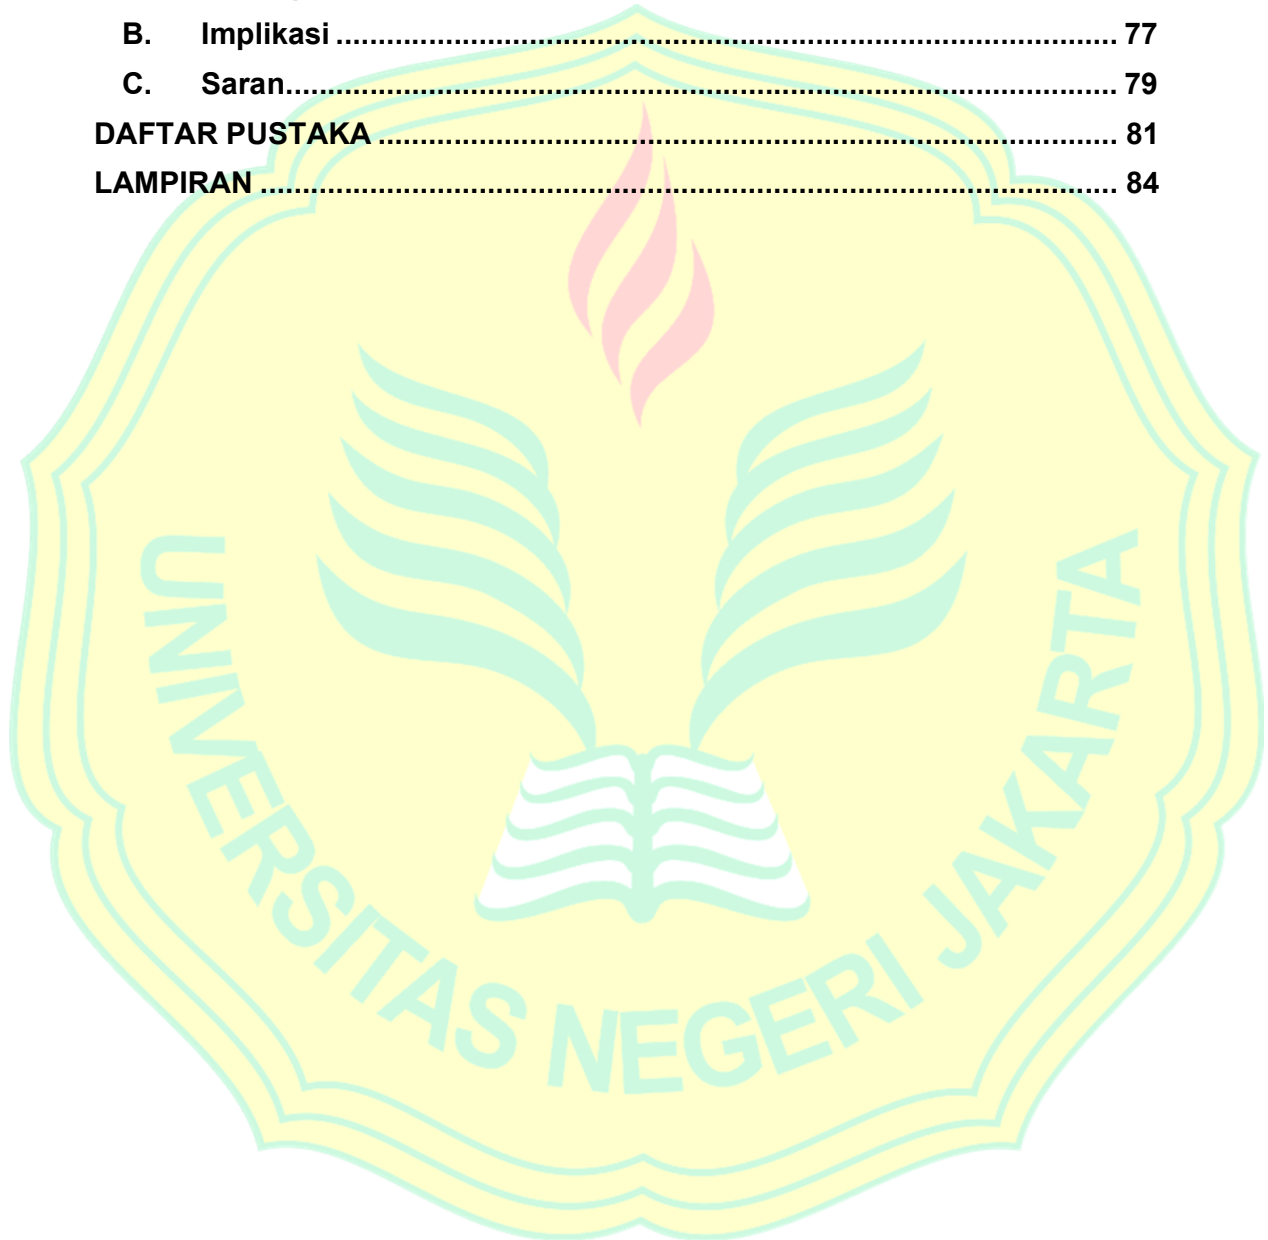 B. Implikasi ........................................................................................... 77
C. Saran................................................................................................. 79
DAFTAR PUSTAKA ...................................................................................... 81
LAMPIRAN .................................................................................................... 84
UNIVERSITAS NEGERI JAKARTA